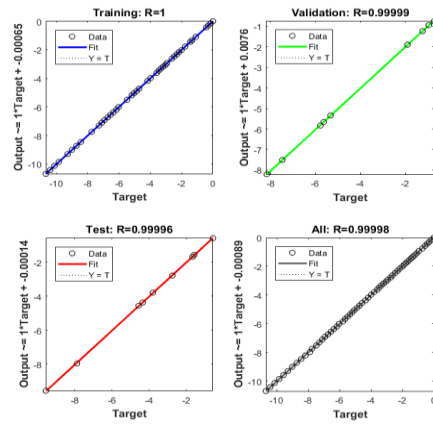 Training: R=1
Output ~= 1*Target + -0.00065
Data
Fit
Y = T
0
-2
-4
-6
-8
-10
-10
-8
-6
-4
-2
0
Target
Validation: R=0.99999
Output ~= 1*Target + 0.0076
Data
Fit
Y = T
-1
-2
-3
-4
-5
-6
-7
-8
-8
-6
-4
-2
Target
Test: R=0.99996
Output ~= 1*Target + -0.00014
Data
Fit
Y = T
-2
-4
-6
-8
-8
-6
-4
-2
Target
All: R=0.99998
Output ~= 1*Target + -0.00089
Data
Fit
Y = T
0
-2
-4
-6
-8
-10
-10
-8
-6
-4
-2
0
Target